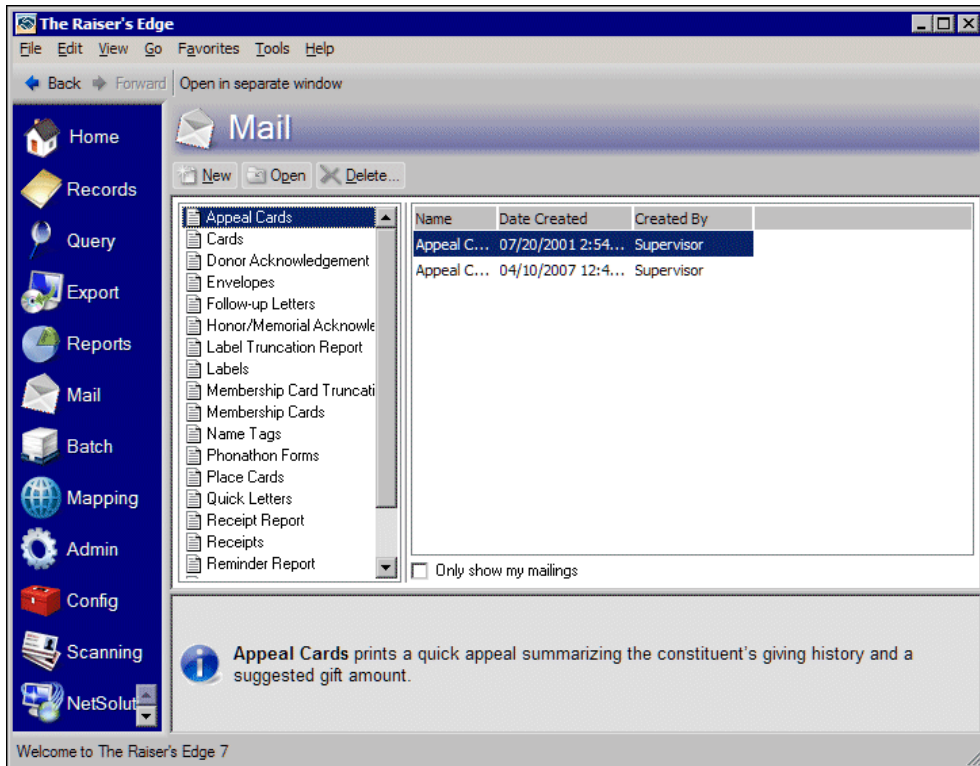 The Raiser's Edge
File Edit View Go Favorites Tools Help
Back Forward Open in separate window
Home
Records
Query
Export
Reports
Mail
Batch
Mapping
Admin
Config
Scanning
NetSolut
Mail
New Open Delete...
Appeal Cards
Cards
Donor Acknowledgement
Envelopes
Follow-up Letters
Honor/Memorial Acknowle
Label Truncation Report
Labels
Membership Card Truncati
Membership Cards
Name Tags
Phonathon Forms
Place Cards
Quick Letters
Receipt Report
Receipts
Reminder Report
Name Date Created Created By
Appeal C... 07/20/2001 2:54... Supervisor
Appeal C... 04/10/2007 12:4... Supervisor
Only show my mailings
Appeal Cards prints a quick appeal summarizing the constituent's giving history and a
suggested gift amount.
Welcome to The Raiser's Edge 7